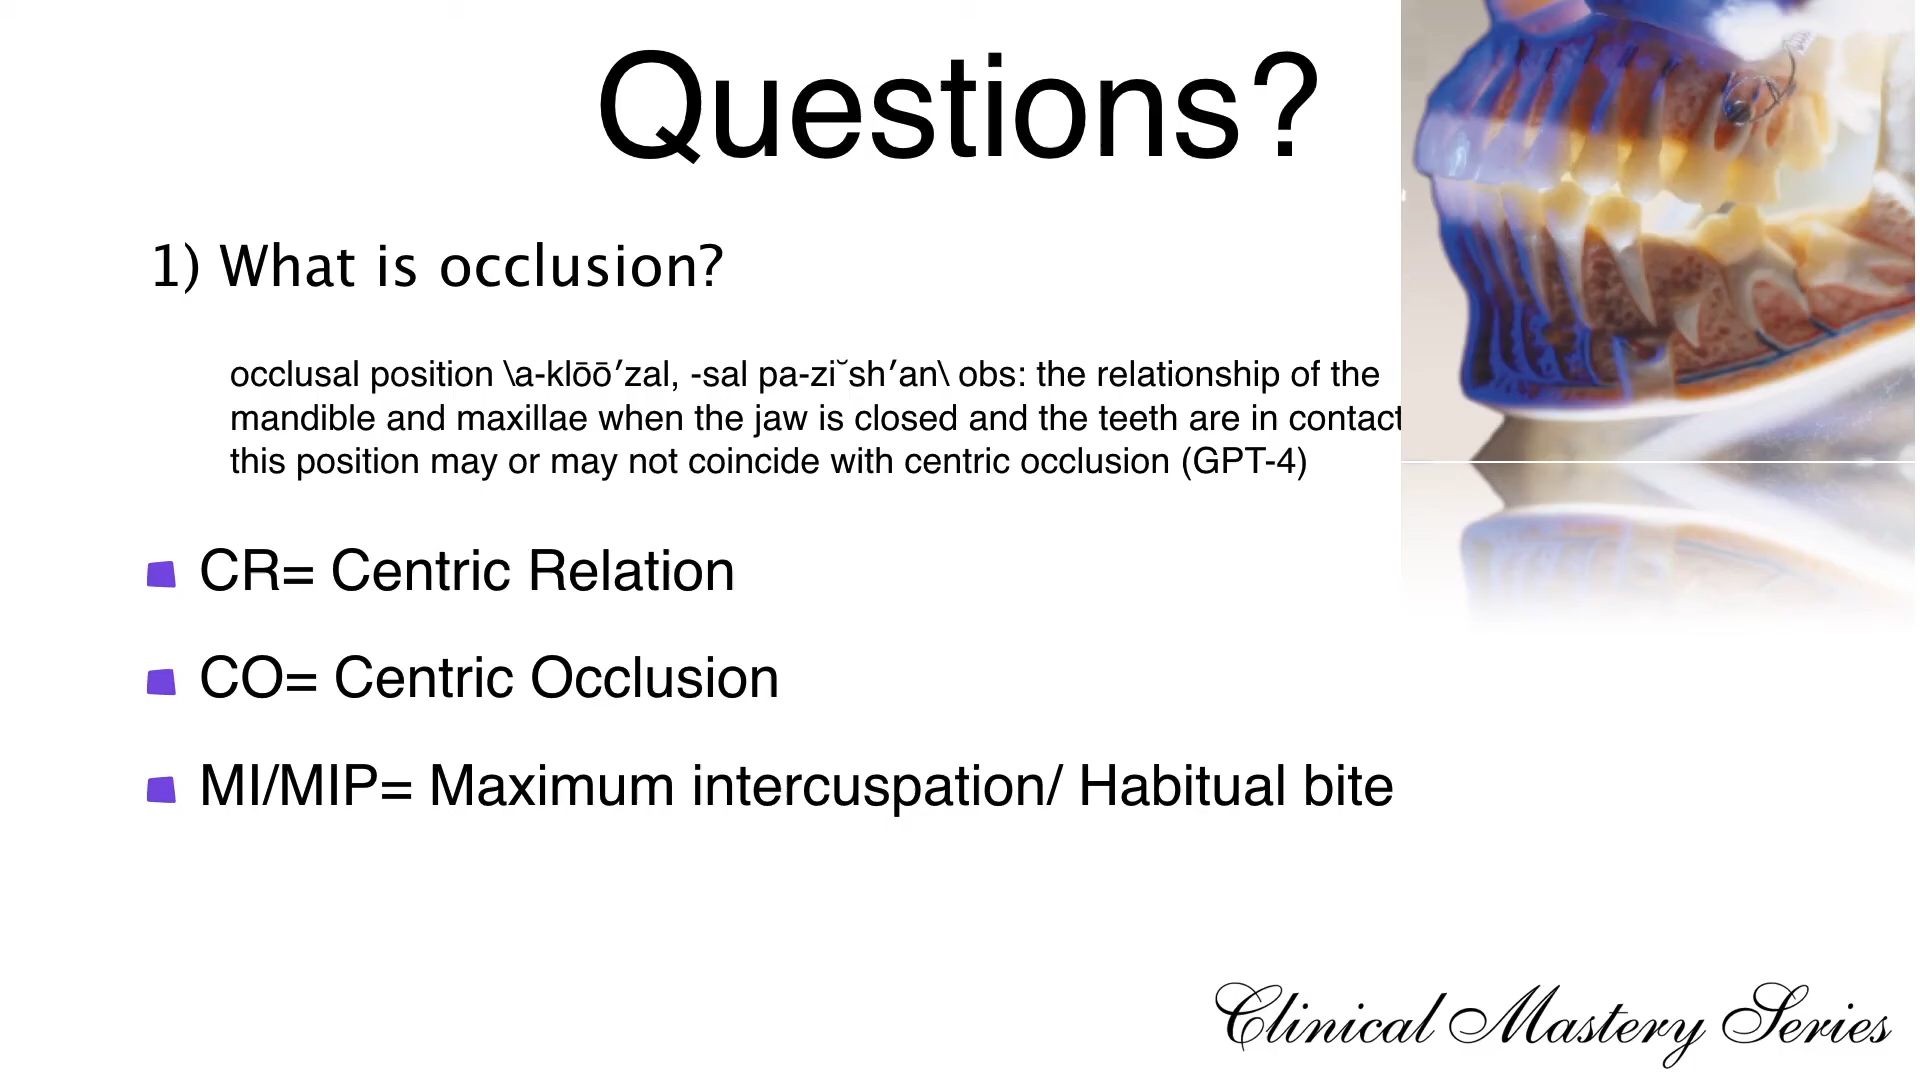 Questions?
1) What is occlusion?
occlusal position \a-klōō′zal, -sal pa-zi˘sh′an\ obs: the relationship of the
mandible and maxillae when the jaw is closed and the teeth are in contact
this position may or may not coincide with centric occlusion (GPT-4)
CR= Centric Relation
CO= Centric Occlusion
MI/MIP= Maximum intercuspation/ Habitual bite
Clinical Mastery Series